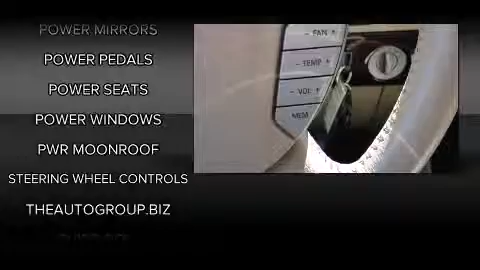 POWER MIRRORS
POWER PEDALS
POWER SEATS
POWER WINDOWS
PWR MOONROOF
STEERING WHEEL CONTROLS
THEAUTOGROUP.BIZ
- FAN +
- TEMP +
- VOL +
MEM